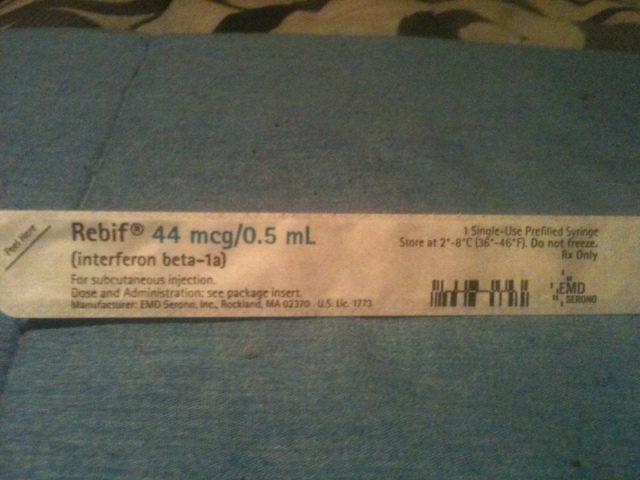 Peel Here
Rebif® 44 mcg/0.5 mL
(interferon beta-1a)
For subcutaneous injection.
Dose and Administration: see package insert.
Manufacturer: EMD Serono, Inc., Rockland, MA 02370 U.S. Lic. 1773
1 Single-Use Prefilled Syringe
Store at 2°-8°C (36°-46°F). Do not freeze.
Rx Only
EMD
SERONO